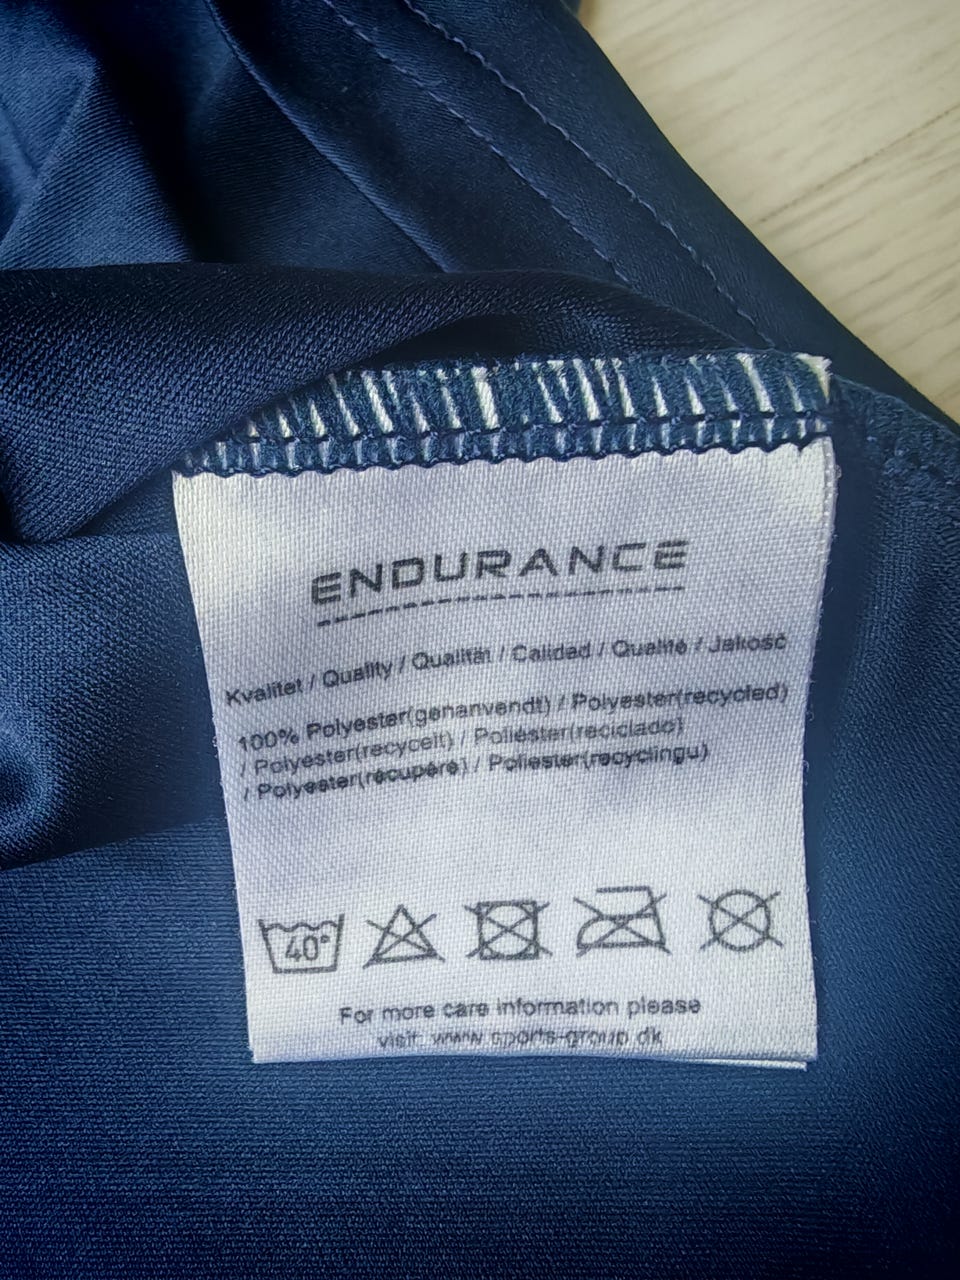 ENDURANCE
Kvalitet / Quality / Qualität / Calidad / Qualité / Jakość
100% Polyester(genanvendt) / Polyester(recycled)
/ Polyester(recycelt) / Poliéster(reciclado)
/ Polyester(récupéré) / Poliester(recyclingu)
40°
For more care information please
visit: www.sports-group.dk